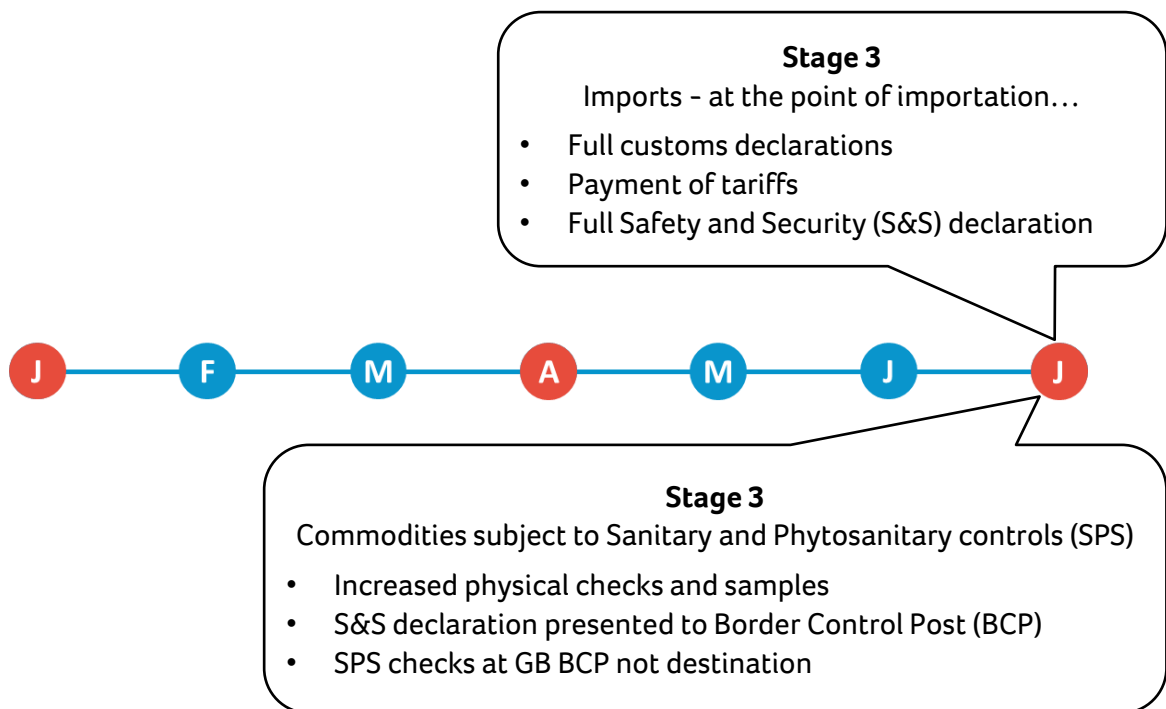 Stage 3
Imports - at the point of importation…
• Full customs declarations
• Payment of tariffs
• Full Safety and Security (S&S) declaration
J F M A M J J
Stage 3
Commodities subject to Sanitary and Phytosanitary controls (SPS)
• Increased physical checks and samples
• S&S declaration presented to Border Control Post (BCP)
• SPS checks at GB BCP not destination